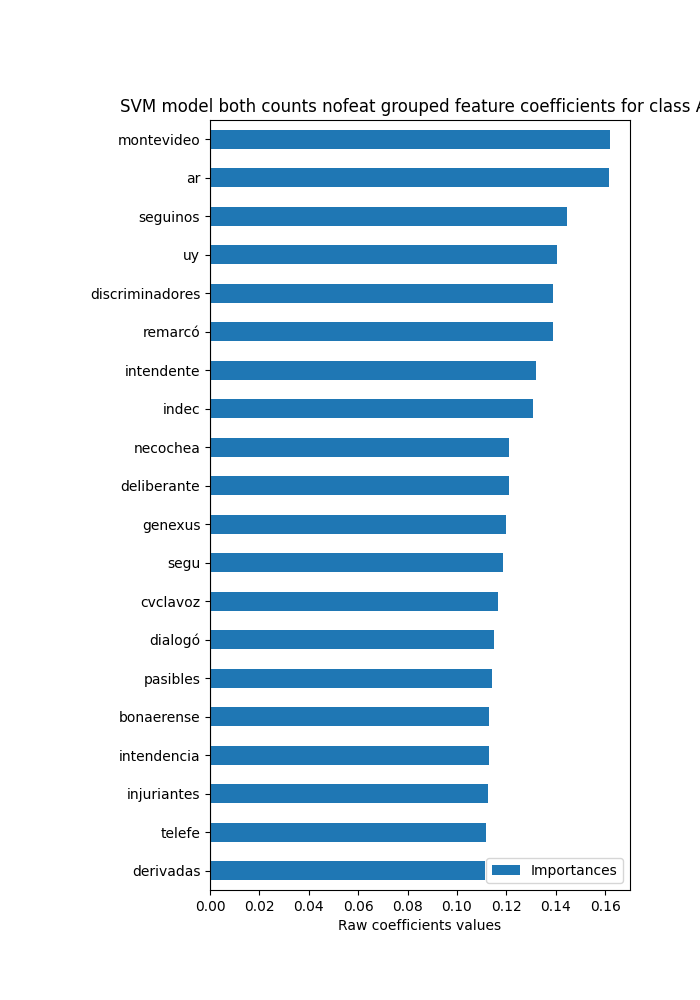 SVM model both counts nofeat grouped feature coefficients for class A
montevideo
ar
seguinos
uy
discriminadores
remarcó
intendente
indec
necochea
deliberante
genexus
segu
cvclavoz
dialogó
pasibles
bonaerense
intendencia
injuriantes
telefe
derivadas
Importances
0.00 0.02 0.04 0.06 0.08 0.10 0.12 0.14 0.16
Raw coefficients values